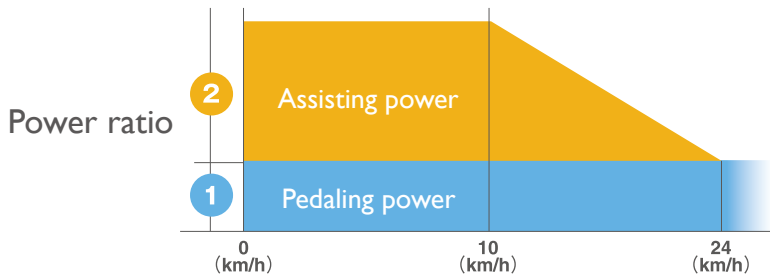 2
Assisting power
Power ratio
1
Pedaling power
0
(km/h)
10
(km/h)
24
(km/h)